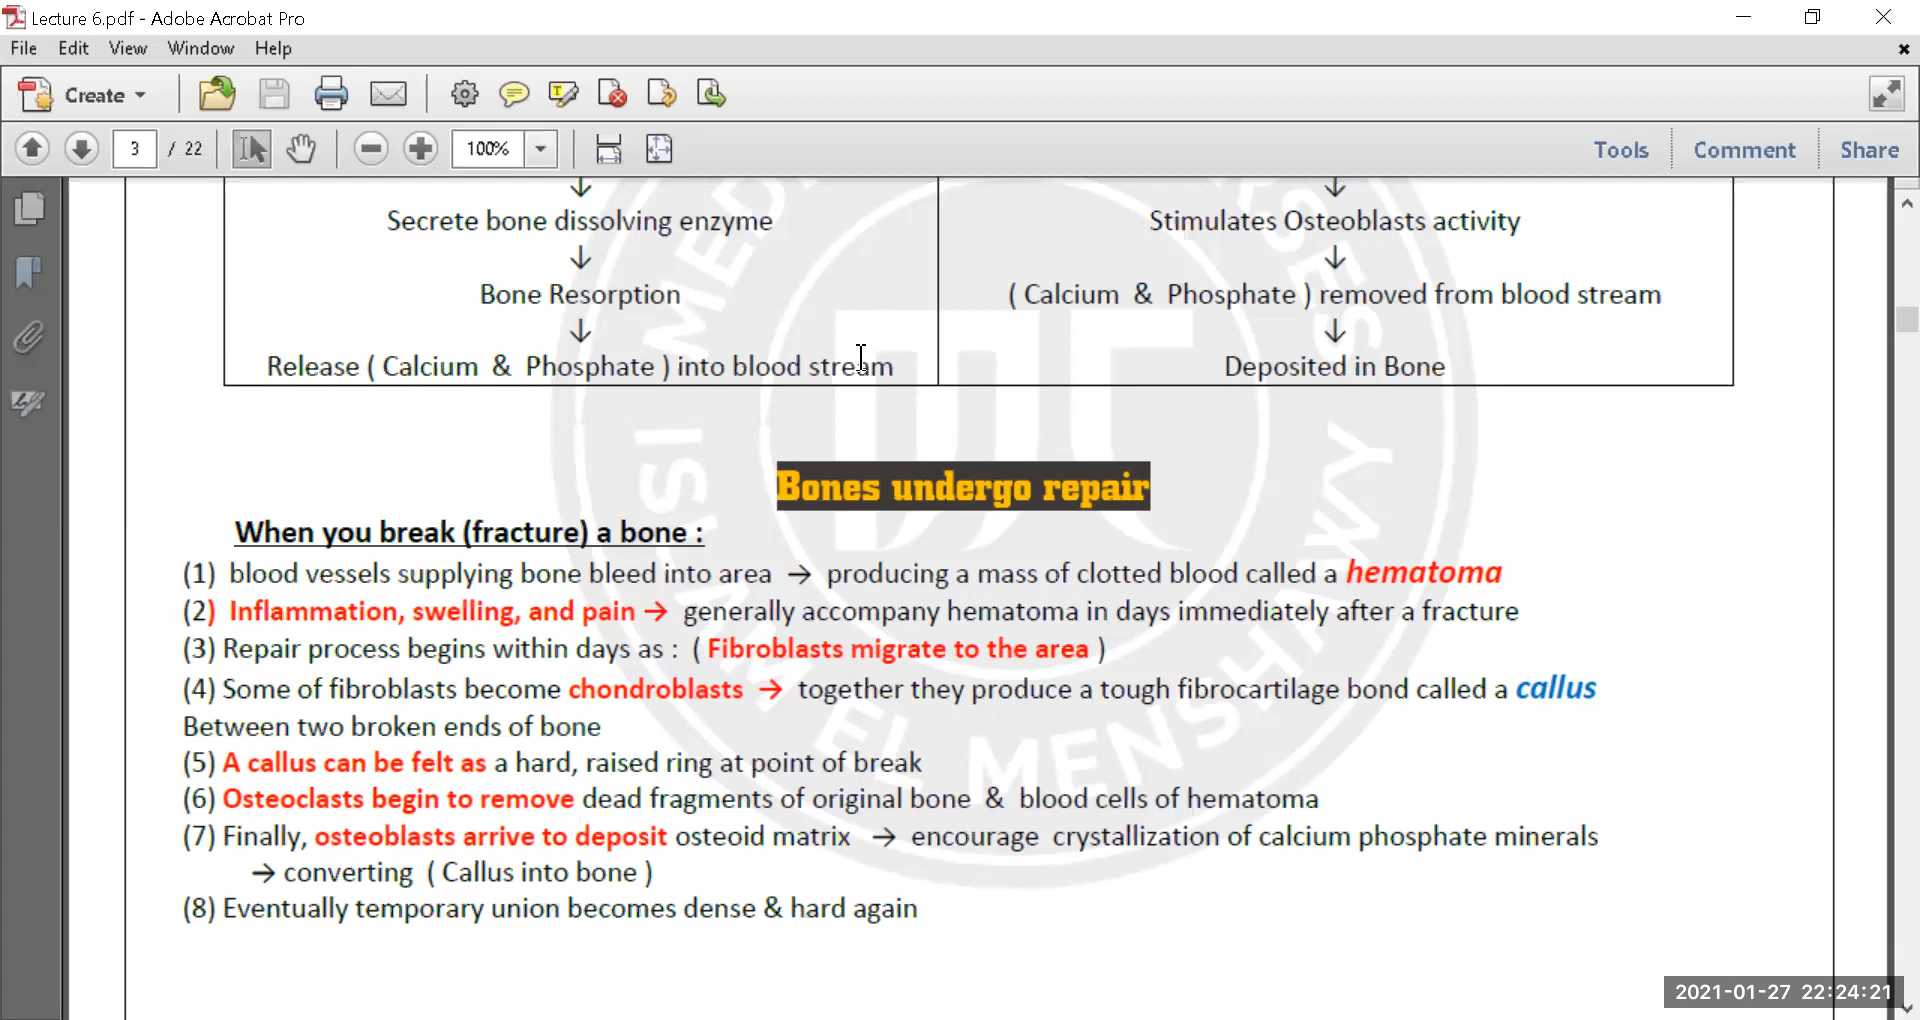 Lecture 6.pdf - Adobe Acrobat Pro
File Edit View Window Help
Create
3 / 22 100% Tools Comment Share
↓ ↓
Secrete bone dissolving enzyme Stimulates Osteoblasts activity
↓ ↓
Bone Resorption ( Calcium & Phosphate ) removed from blood stream
↓ ↓
Release ( Calcium & Phosphate ) into blood stream Deposited in Bone
Bones undergo repair
When you break (fracture) a bone :
(1) blood vessels supplying bone bleed into area → producing a mass of clotted blood called a hematoma
(2) Inflammation, swelling, and pain → generally accompany hematoma in days immediately after a fracture
(3) Repair process begins within days as : ( Fibroblasts migrate to the area )
(4) Some of fibroblasts become chondroblasts → together they produce a tough fibrocartilage bond called a callus
Between two broken ends of bone
(5) A callus can be felt as a hard, raised ring at point of break
(6) Osteoclasts begin to remove dead fragments of original bone & blood cells of hematoma
(7) Finally, osteoblasts arrive to deposit osteoid matrix → encourage crystallization of calcium phosphate minerals
→ converting ( Callus into bone )
(8) Eventually temporary union becomes dense & hard again
EL MENSHAWY
2021-01-27 22:24:21